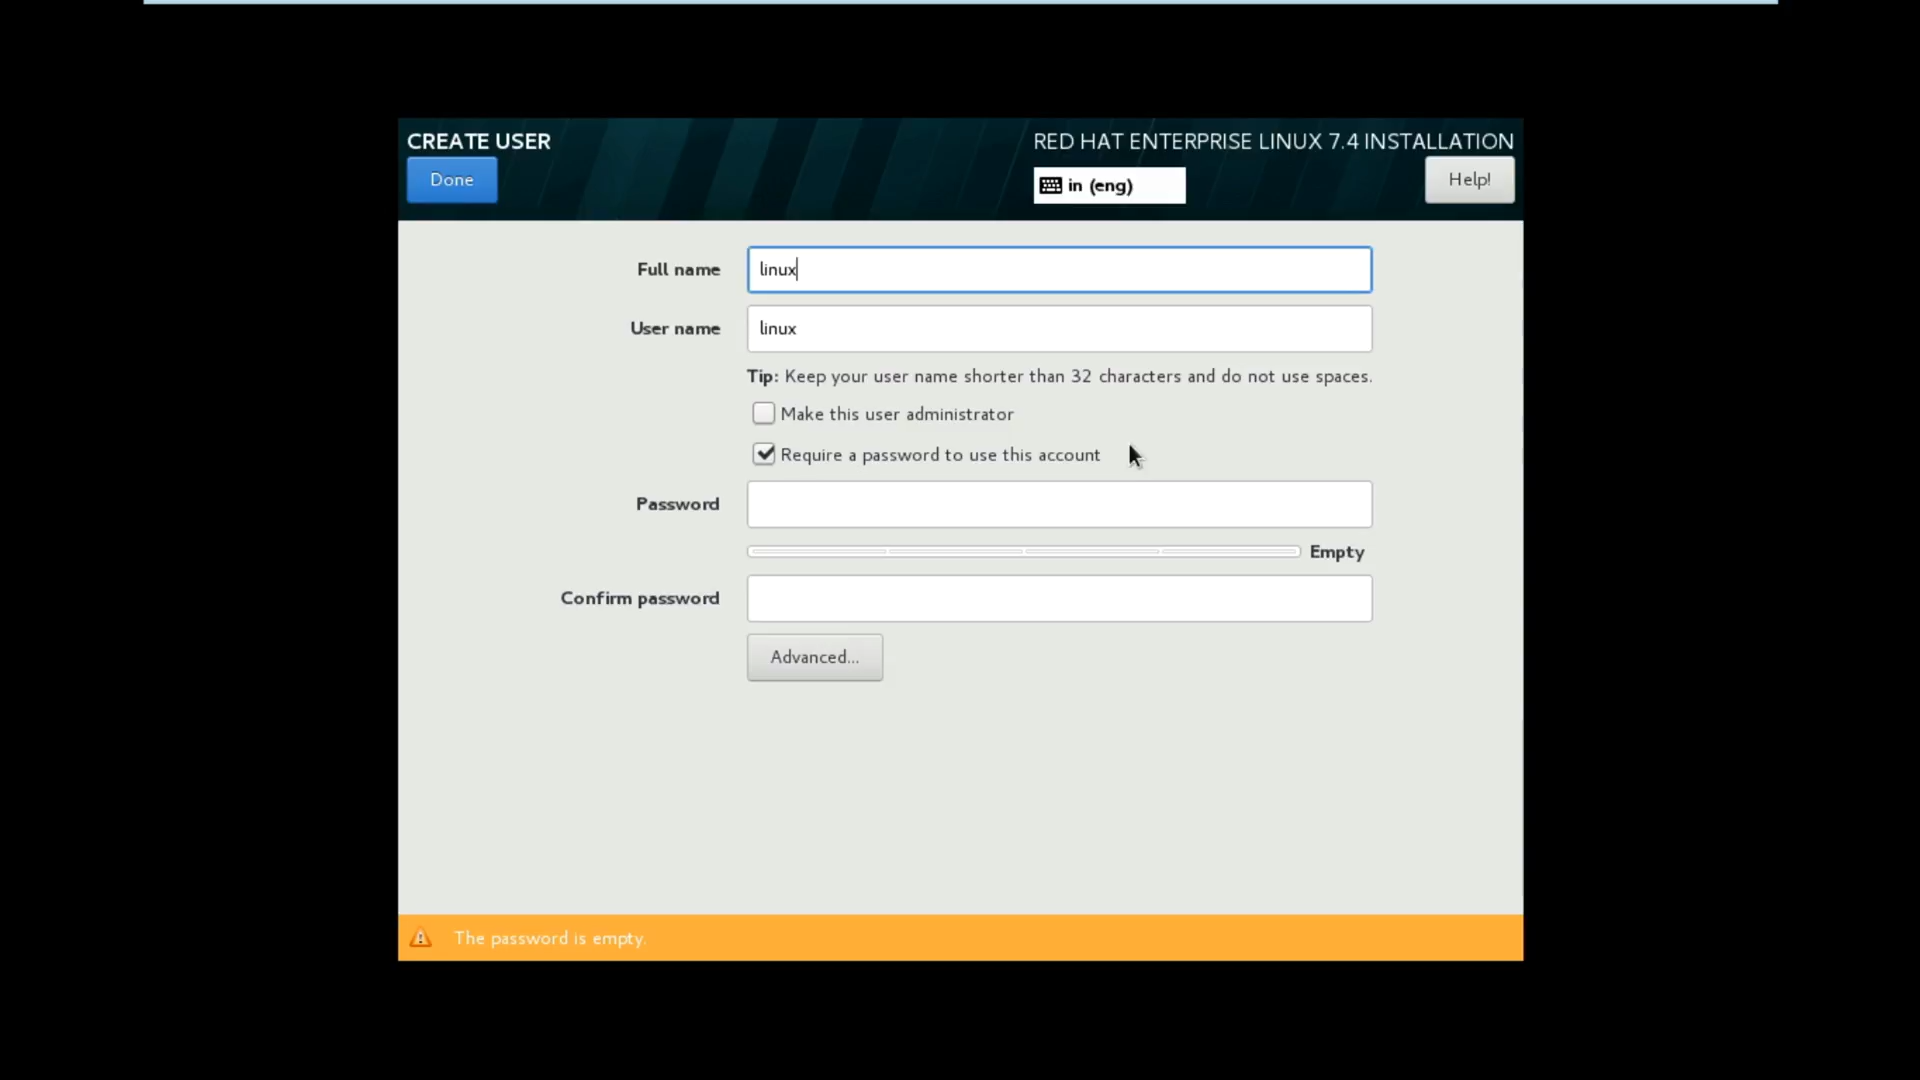 CREATE USER
RED HAT ENTERPRISE LINUX 7.4 INSTALLATION
Done
in (eng)
Help!
Full name
linux
User name
linux
Tip: Keep your user name shorter than 32 characters and do not use spaces.
Make this user administrator
Require a password to use this account
Password
Empty
Confirm password
Advanced...
The password is empty.